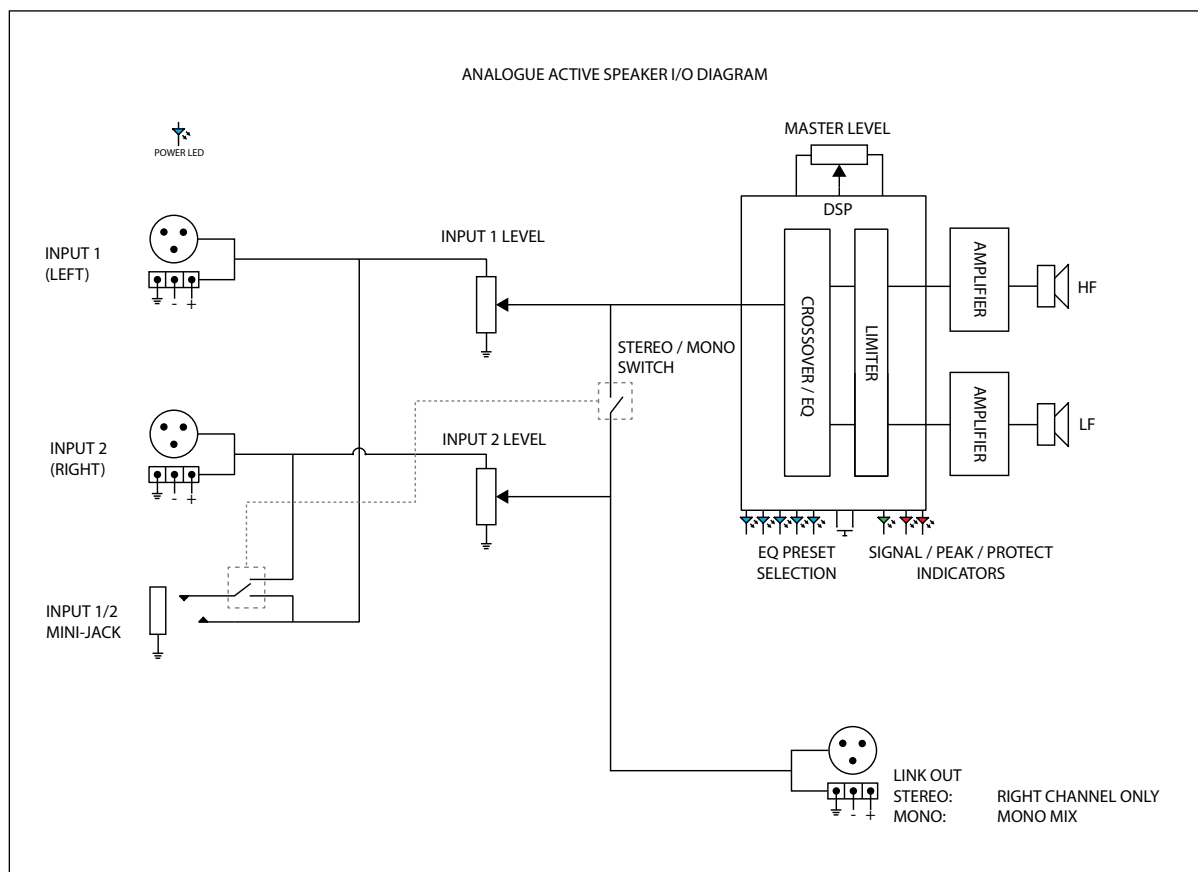 ANALOGUE ACTIVE SPEAKER I/O DIAGRAM
POWER LED
MASTER LEVEL
DSP
INPUT 1
(LEFT)
- +
INPUT 1 LEVEL
CROSSOVER / EQ
LIMITER
AMPLIFIER
HF
STEREO / MONO
SWITCH
INPUT 2
(RIGHT)
- +
INPUT 2 LEVEL
AMPLIFIER
LF
EQ PRESET
SELECTION
SIGNAL / PEAK / PROTECT
INDICATORS
INPUT 1/2
MINI-JACK
LINK OUT
STEREO: RIGHT CHANNEL ONLY
MONO: MONO MIX
- +